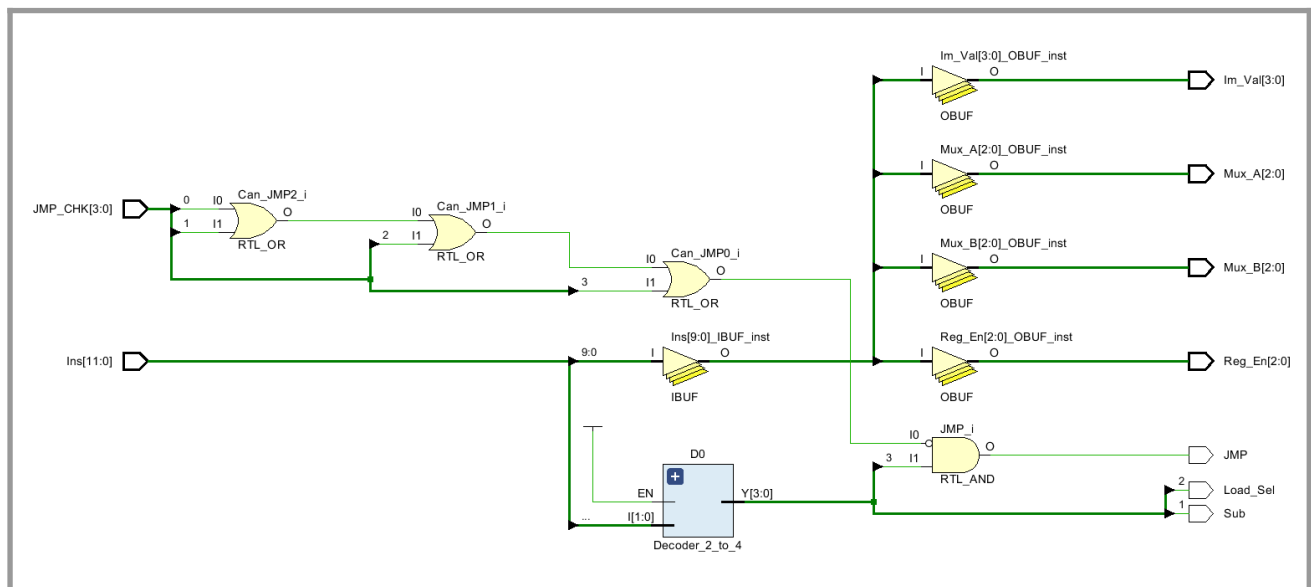 Im_Val[3:0]_OBUF_inst
I
O
Im_Val[3:0]
OBUF
Mux_A[2:0]_OBUF_inst
I
O
Mux_A[2:0]
OBUF
Can_JMP2_i
JMP_CHK[3:0]
0
I0
O
1
I1
RTL_OR
Can_JMP1_i
I0
O
2
I1
RTL_OR
Mux_B[2:0]_OBUF_inst
I
O
Mux_B[2:0]
OBUF
Can_JMP0_i
I0
O
3
I1
RTL_OR
Ins[11:0]
9:0
Ins[9:0]_IBUF_inst
I
O
IBUF
Reg_En[2:0]_OBUF_inst
I
O
Reg_En[2:0]
OBUF
JMP_i
I0
O
3
I1
RTL_AND
JMP
D0
EN
Y[3:0]
...
I[1:0]
Decoder_2_to_4
2
Load_Sel
1
Sub